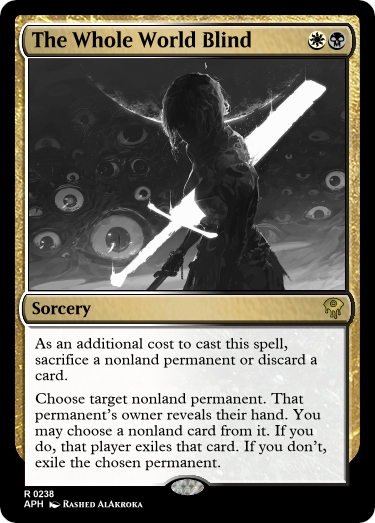 The Whole World Blind
Sorcery
As an additional cost to cast this spell,
sacrifice a nonland permanent or discard a
card.
Choose target nonland permanent. That
permanent's owner reveals their hand. You
may choose a nonland card from it. If you
do, that player exiles that card. If you don't,
exile the chosen permanent.
R 0238
APH Rashed AlAkroka